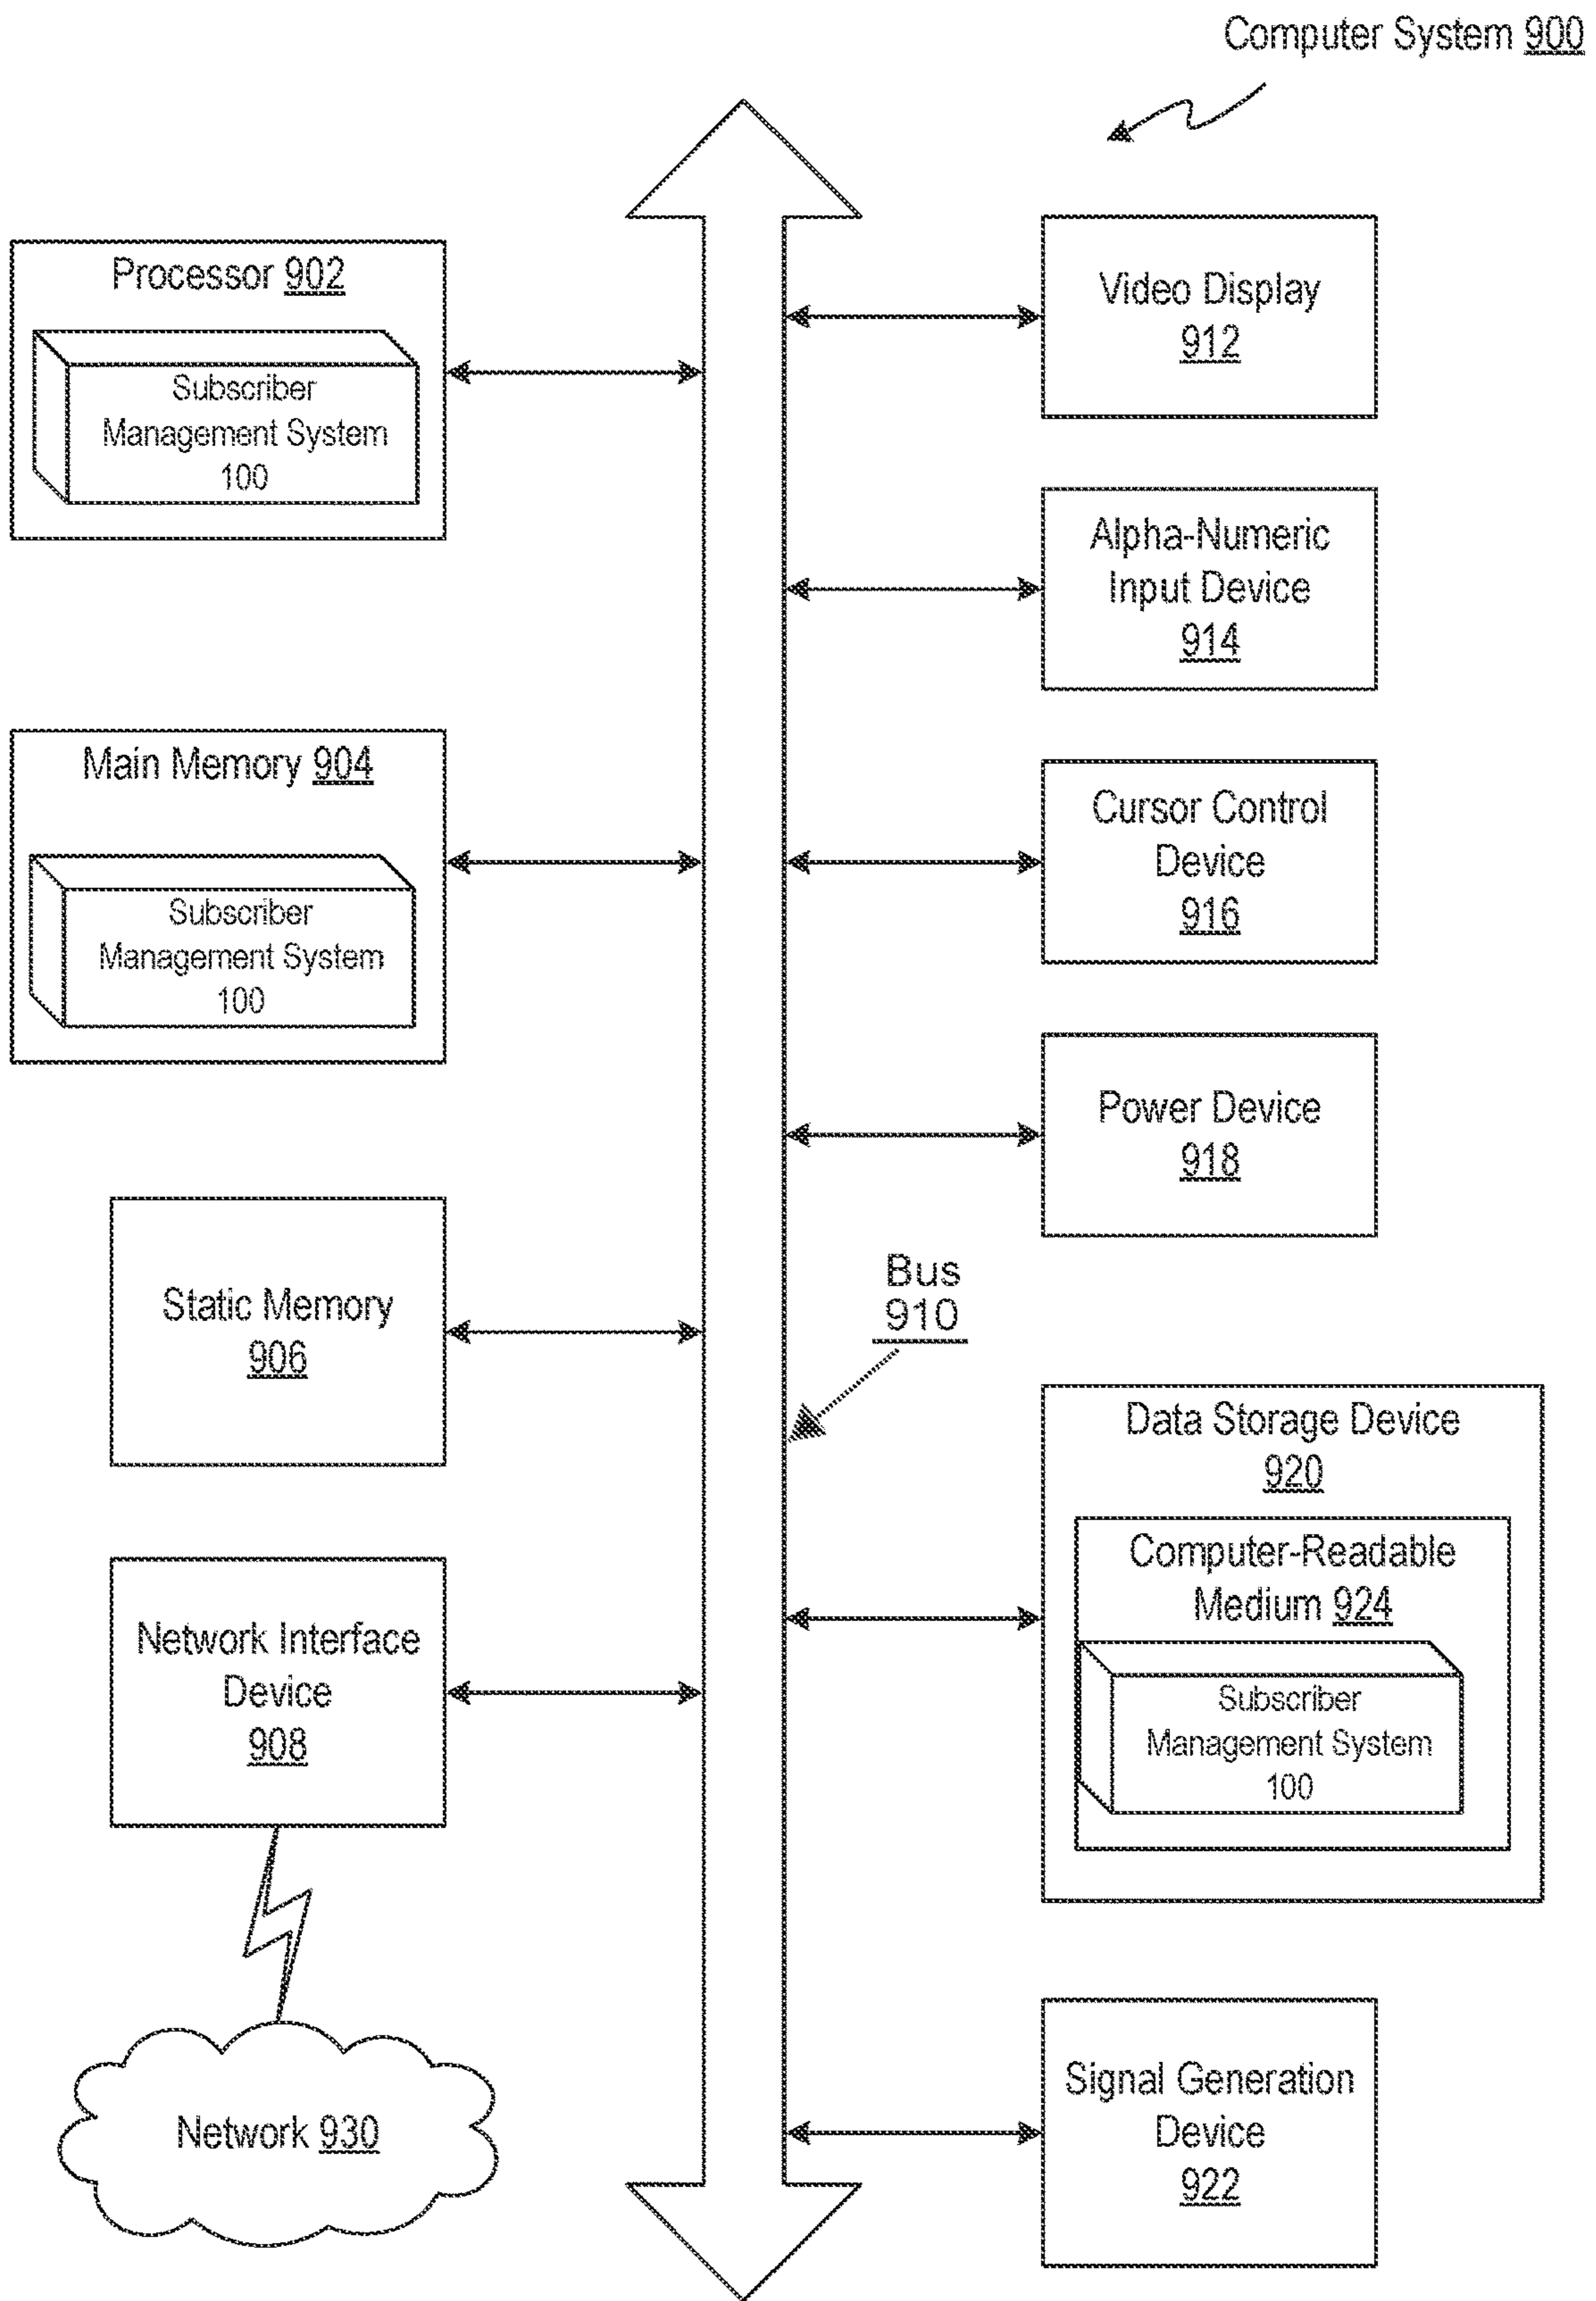 Computer System 900
Processor 902
Subscriber
Management System
100
Main Memory 904
Subscriber
Management System
100
Static Memory
906
Network Interface
Device
908
Network 930
Bus
910
Video Display
912
Alpha-Numeric
Input Device
914
Cursor Control
Device
916
Power Device
918
Data Storage Device
920
Computer-Readable
Medium 924
Subscriber
Management System
100
Signal Generation
Device
922